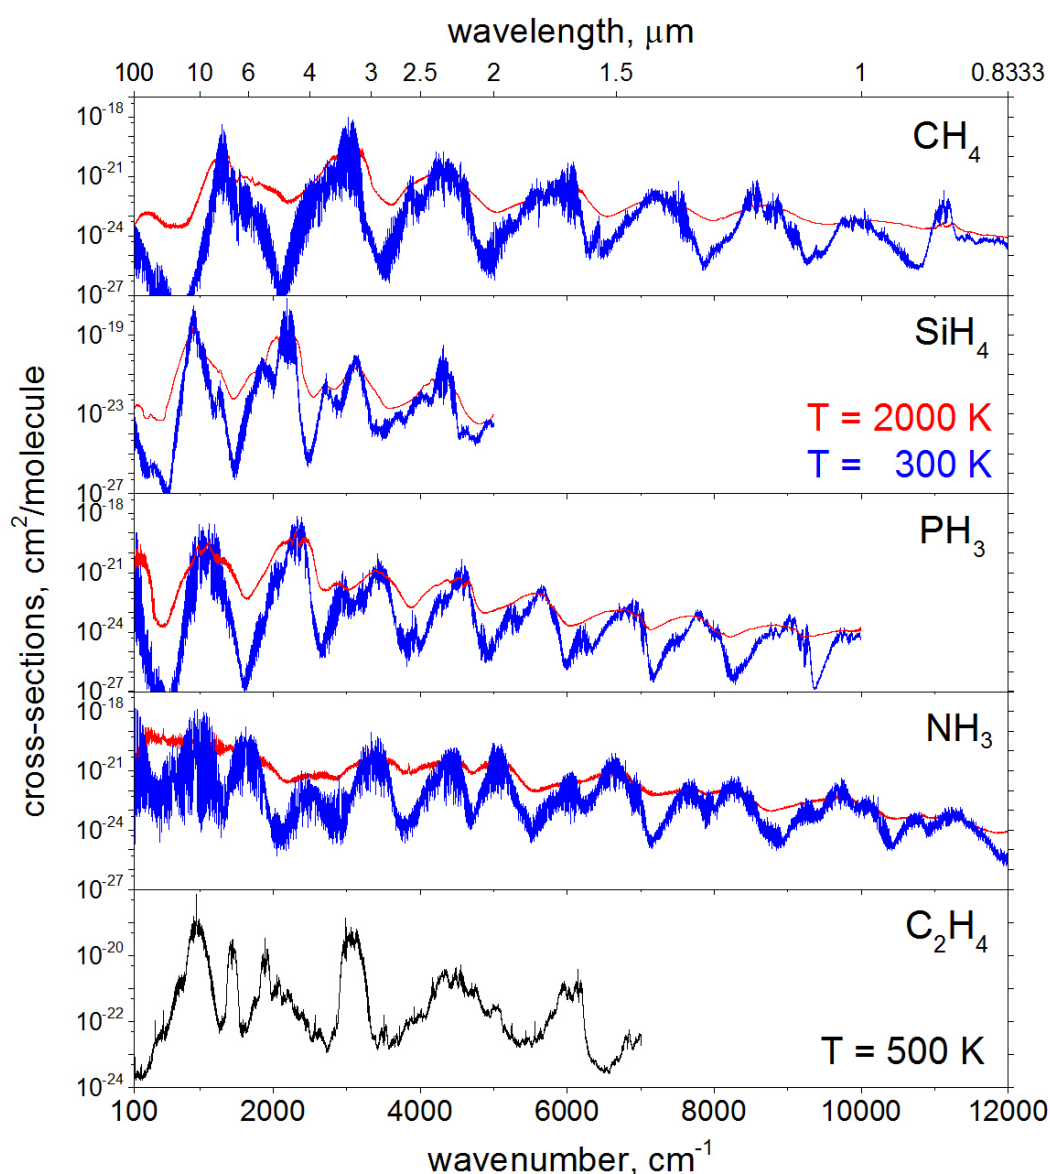 wavelength, μm
100 10 6 4 3 2.5 2 1.5 1 0.8333
10⁻¹⁸
CH₄
10⁻²¹
10⁻²⁴
10⁻²⁷
SiH₄
10⁻¹⁹
10⁻²³
T = 2000 K
T = 300 K
10⁻²⁷
10⁻¹⁸
PH₃
10⁻²¹
10⁻²⁴
10⁻²⁷
10⁻¹⁸
NH₃
10⁻²¹
10⁻²⁴
10⁻²⁷
C₂H₄
10⁻²⁰
10⁻²²
T = 500 K
10⁻²⁴
100 2000 4000 6000 8000 10000 12000
wavenumber, cm⁻¹
cross-sections, cm²/molecule